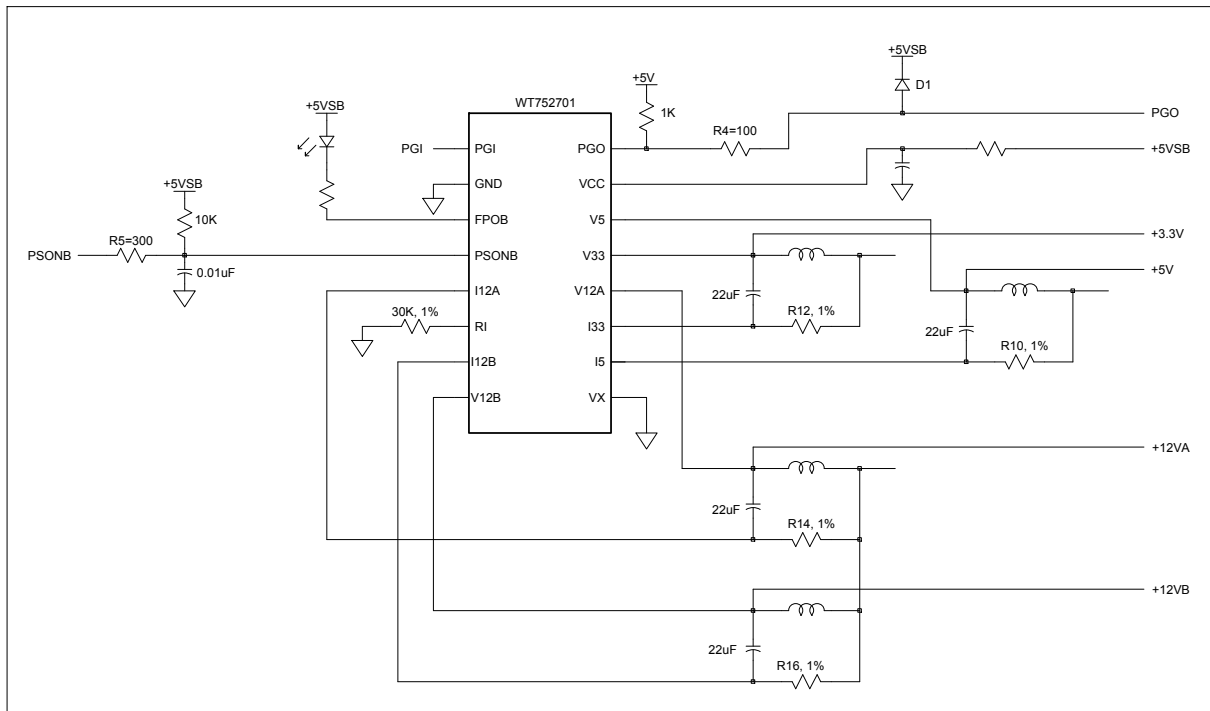 +5VSB
+5V
WT752701
D1
+5VSB
1K
PGO
R4=100
PGI
PGI
PGO
+5VSB
+5VSB
GND
VCC
10K
FPOB
V5
+3.3V
R5=300
PSONB
PSONB
V33
0.01uF
+5V
I12A
V12A
22uF
30K, 1%
R12, 1%
RI
I33
22uF
R10, 1%
I12B
I5
V12B
VX
+12VA
22uF
R14, 1%
+12VB
22uF
R16, 1%